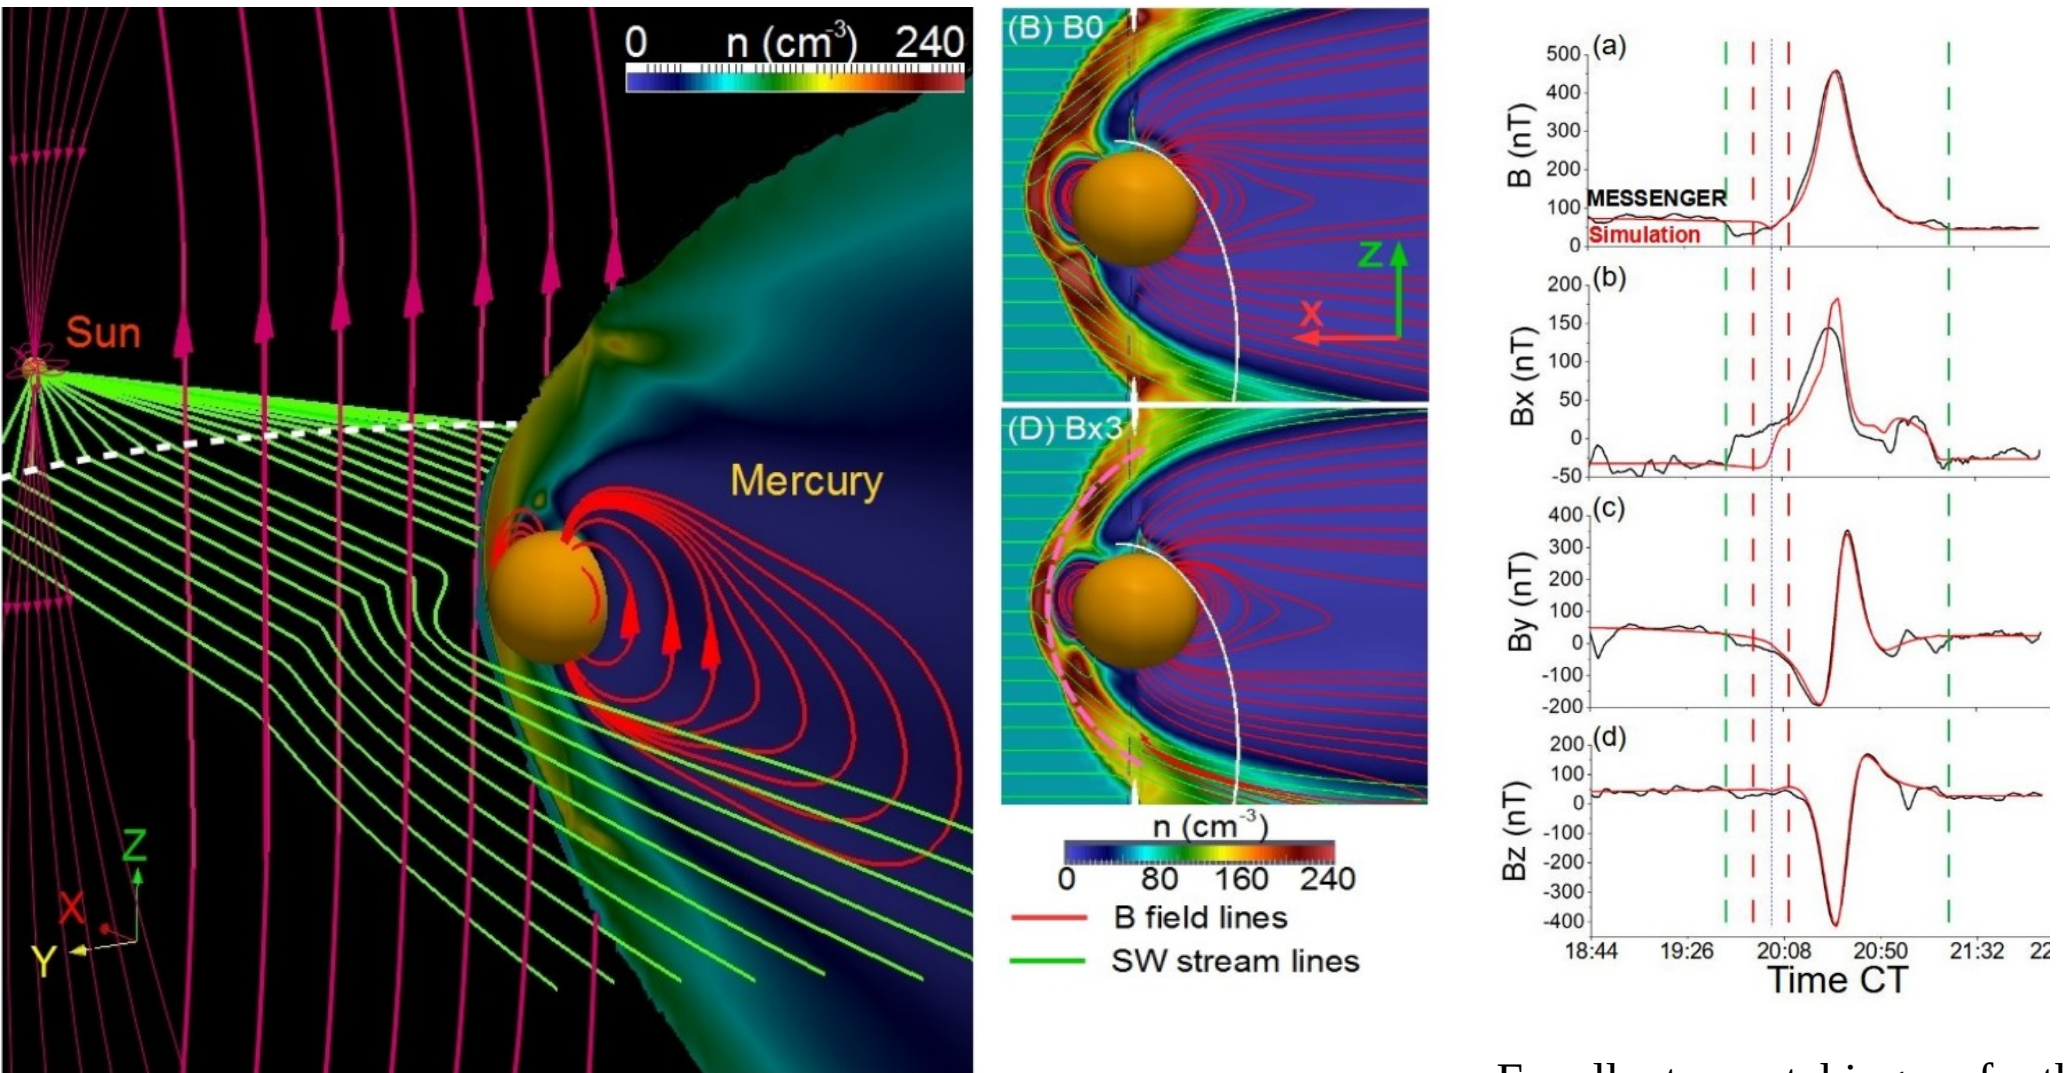 0 n (cm-3) 240
Sun
Mercury
Z
X
Y
(B) B0
Z
X
(D) Bx3
n (cm-3)
0 80 160 240
B field lines
SW stream lines
(a)
500
400
300
200
100
0
B (nT)
MESSENGER
Simulation
(b)
200
150
100
50
0
-50
Bx (nT)
(c)
400
300
200
100
0
-100
-200
By (nT)
(d)
200
100
0
-100
-200
-300
-400
Bz (nT)
18:44 19:26 20:08 20:50 21:32 22
Time CT